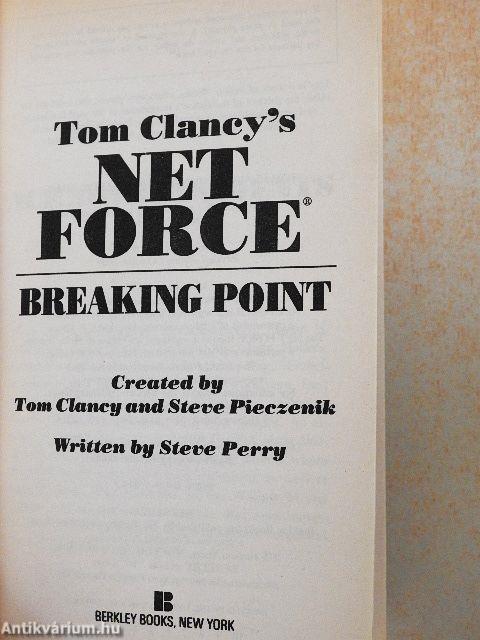 Tom Clancy's
NET
FORCE®
BREAKING POINT
Created by
Tom Clancy and Steve Pieczenik
Written by Steve Perry
B
BERKLEY BOOKS, NEW YORK
Antikvárium.hu